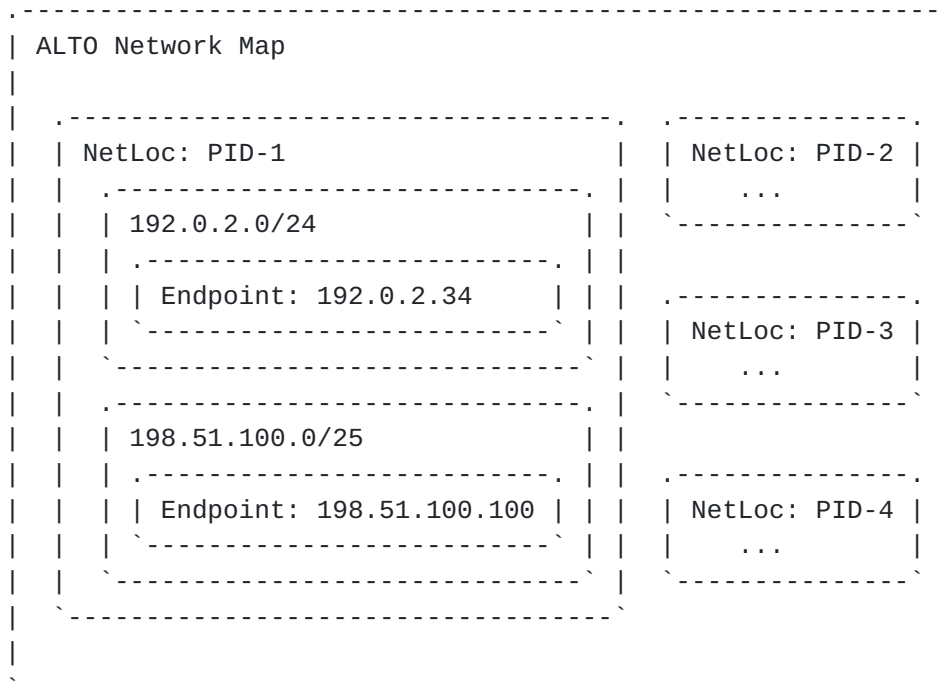 ALTO Network Map
NetLoc: PID-1
NetLoc: PID-2
192.0.2.0/24
...
Endpoint: 192.0.2.34
NetLoc: PID-3
...
198.51.100.0/25
Endpoint: 198.51.100.100
NetLoc: PID-4
...